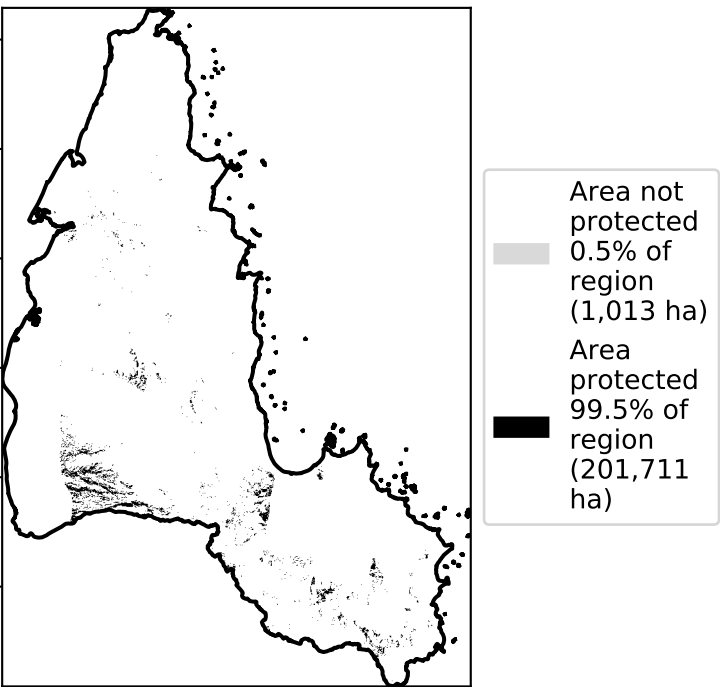 Area not
protected
0.5% of
region
(1,013 ha)
Area
protected
99.5% of
region
(201,711
ha)